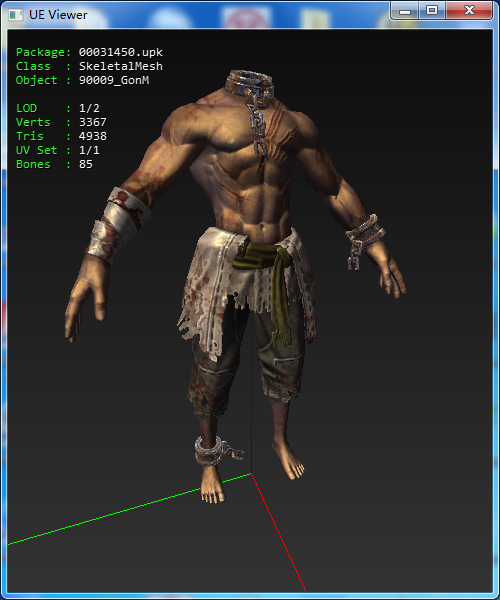 UE Viewer
Package: 00031450.upk
Class : SkeletalMesh
Object : 90009_GonM
LOD : 1/2
Verts : 3367
Tris : 4938
UV Set : 1/1
Bones : 85